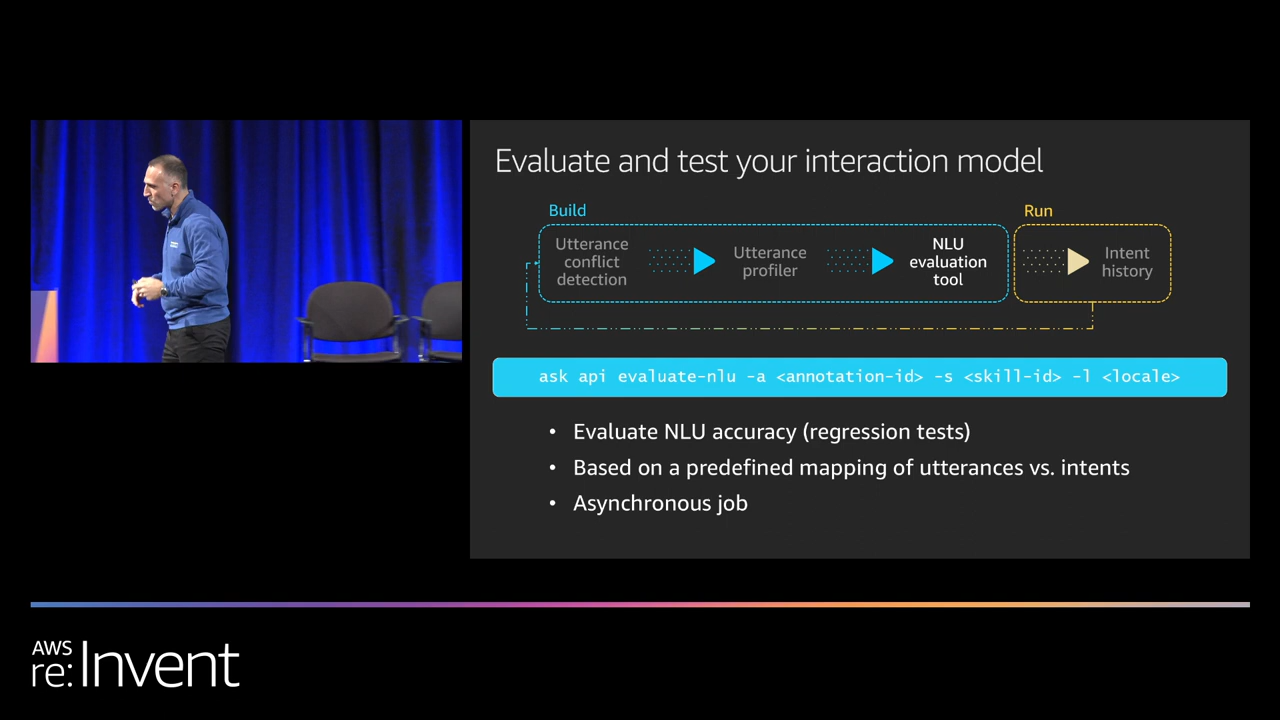 Evaluate and test your interaction model
Build
Run
Utterance
conflict
detection
Utterance
profiler
NLU
evaluation
tool
Intent
history
ask api evaluate-nlu -a <annotation-id> -s <skill-id> -l <locale>
• Evaluate NLU accuracy (regression tests)
• Based on a predefined mapping of utterances vs. intents
• Asynchronous job
AWS
re:Invent